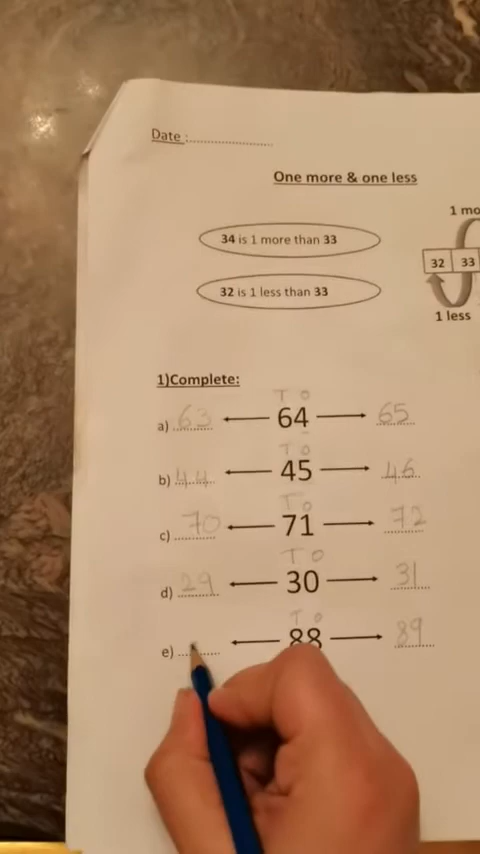 Date :..................
One more & one less
1 mo
34 is 1 more than 33
32 33
32 is 1 less than 33
1 less
1)Complete:
T O
a) 63 ← 64 → 65
T O
b) 44 ← 45 → 46
T O
c) 70 ← 71 → 72
T O
d) 29 ← 30 → 31
T O
e) ......... ← 88 → 89